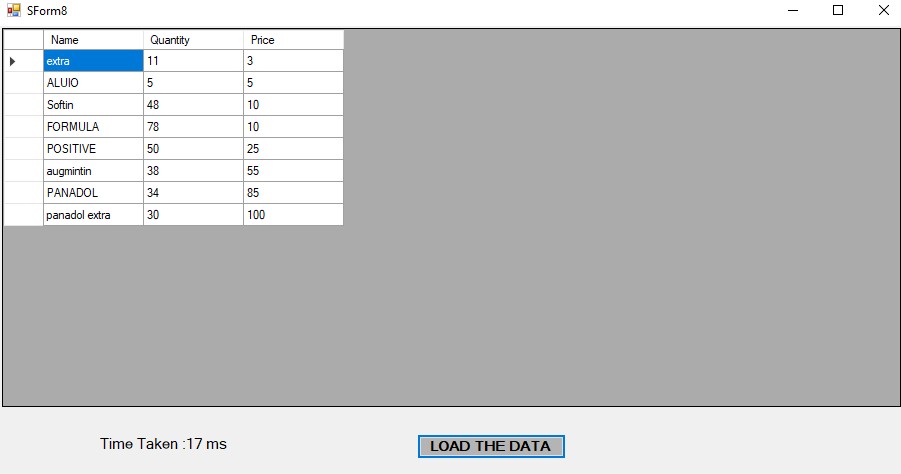 SForm8
Name Quantity Price
extra 11 3
ALUIO 5 5
Softin 48 10
FORMULA 78 10
POSITIVE 50 25
augmintin 38 55
PANADOL 34 85
panadol extra 30 100
Time Taken :17 ms
LOAD THE DATA